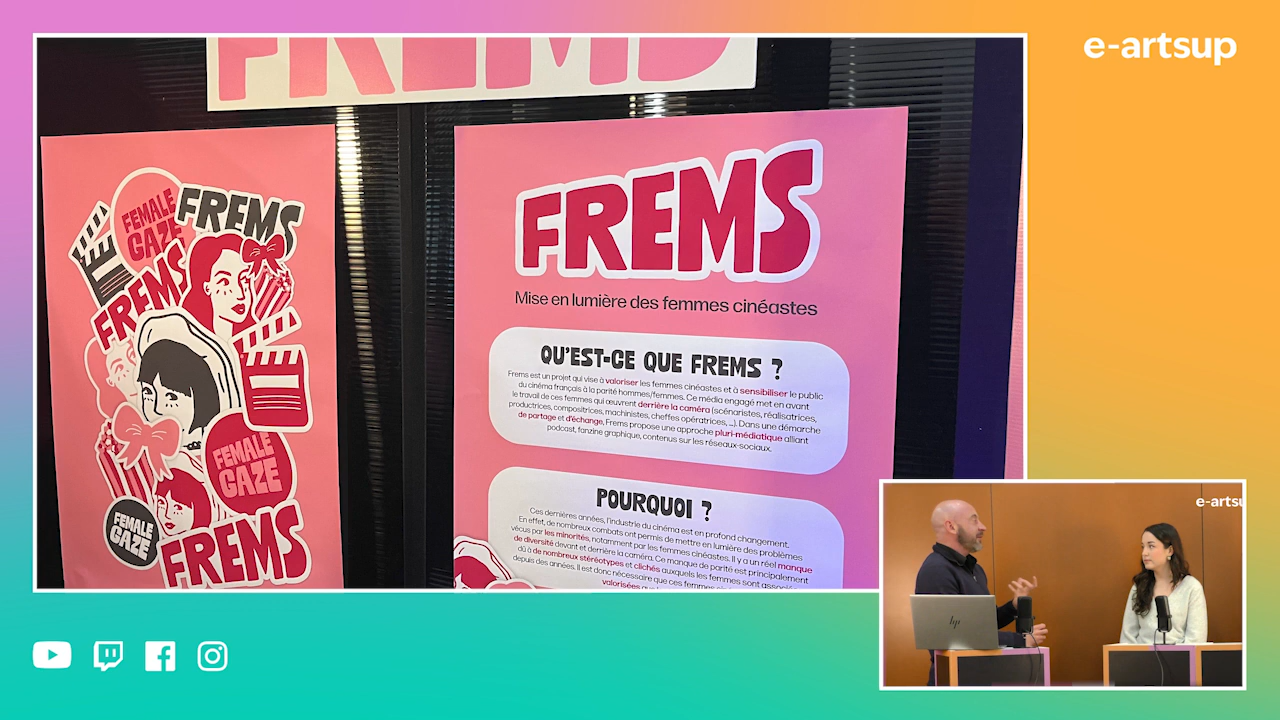 e-artsup
FREMS
FEMALE
GAZE
FREMS
FREMS
FEMALE
GAZE
FEMALE
GAZE
FREMS
FREMS
Mise en lumière des femmes cinéastes
QU'EST-CE QUE FREMS ?
Frems est un projet qui vise à valoriser les femmes cinéastes et à sensibiliser le public
du cinéma français à la parité hommes/femmes. Ce média engagé met en avant
le travail de ces femmes qui œuvrent derrière la caméra (scénaristes, réalisatrices,
productrices, compositrices, machinistes, cheffes opératrices, ...). Dans une démarche
de partage et d'échange, Frems propose une approche pluri-médiatique alliant
podcast, fanzine graphique, contenus sur les réseaux-sociaux.
POURQUOI ?
Ces dernières années, l'industrie du cinéma est en profond changement.
En effet, de nombreux combats ont permis de mettre en lumière des problèmes
vécus par les minorités, notamment par les femmes cinéastes. Il y a un réel manque
de diversité devant et derrière la caméra. Ce manque de parité est principalement
dû à de nombreux stéréotypes et clichés auxquels les femmes sont
depuis des années. Il est donc nécessaire que ces femmes
valorisées
e-artsu
hp